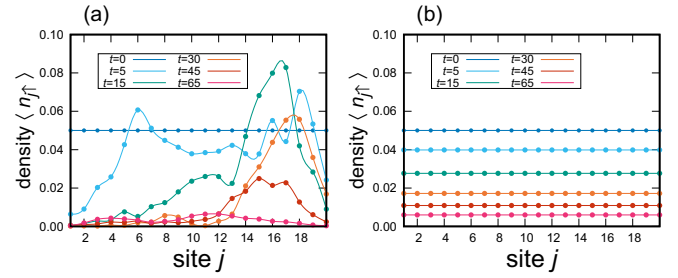 (a)
density ⟨ n_{j↑} ⟩
0.10
0.08
0.06
0.04
0.02
0.00
t=0 t=30
t=5 t=45
t=15 t=65
2 4 6 8 10 12 14 16 18
site j
(b)
density ⟨ n_{j↑} ⟩
0.10
0.08
0.06
0.04
0.02
0.00
t=0 t=30
t=5 t=45
t=15 t=65
2 4 6 8 10 12 14 16 18
site j